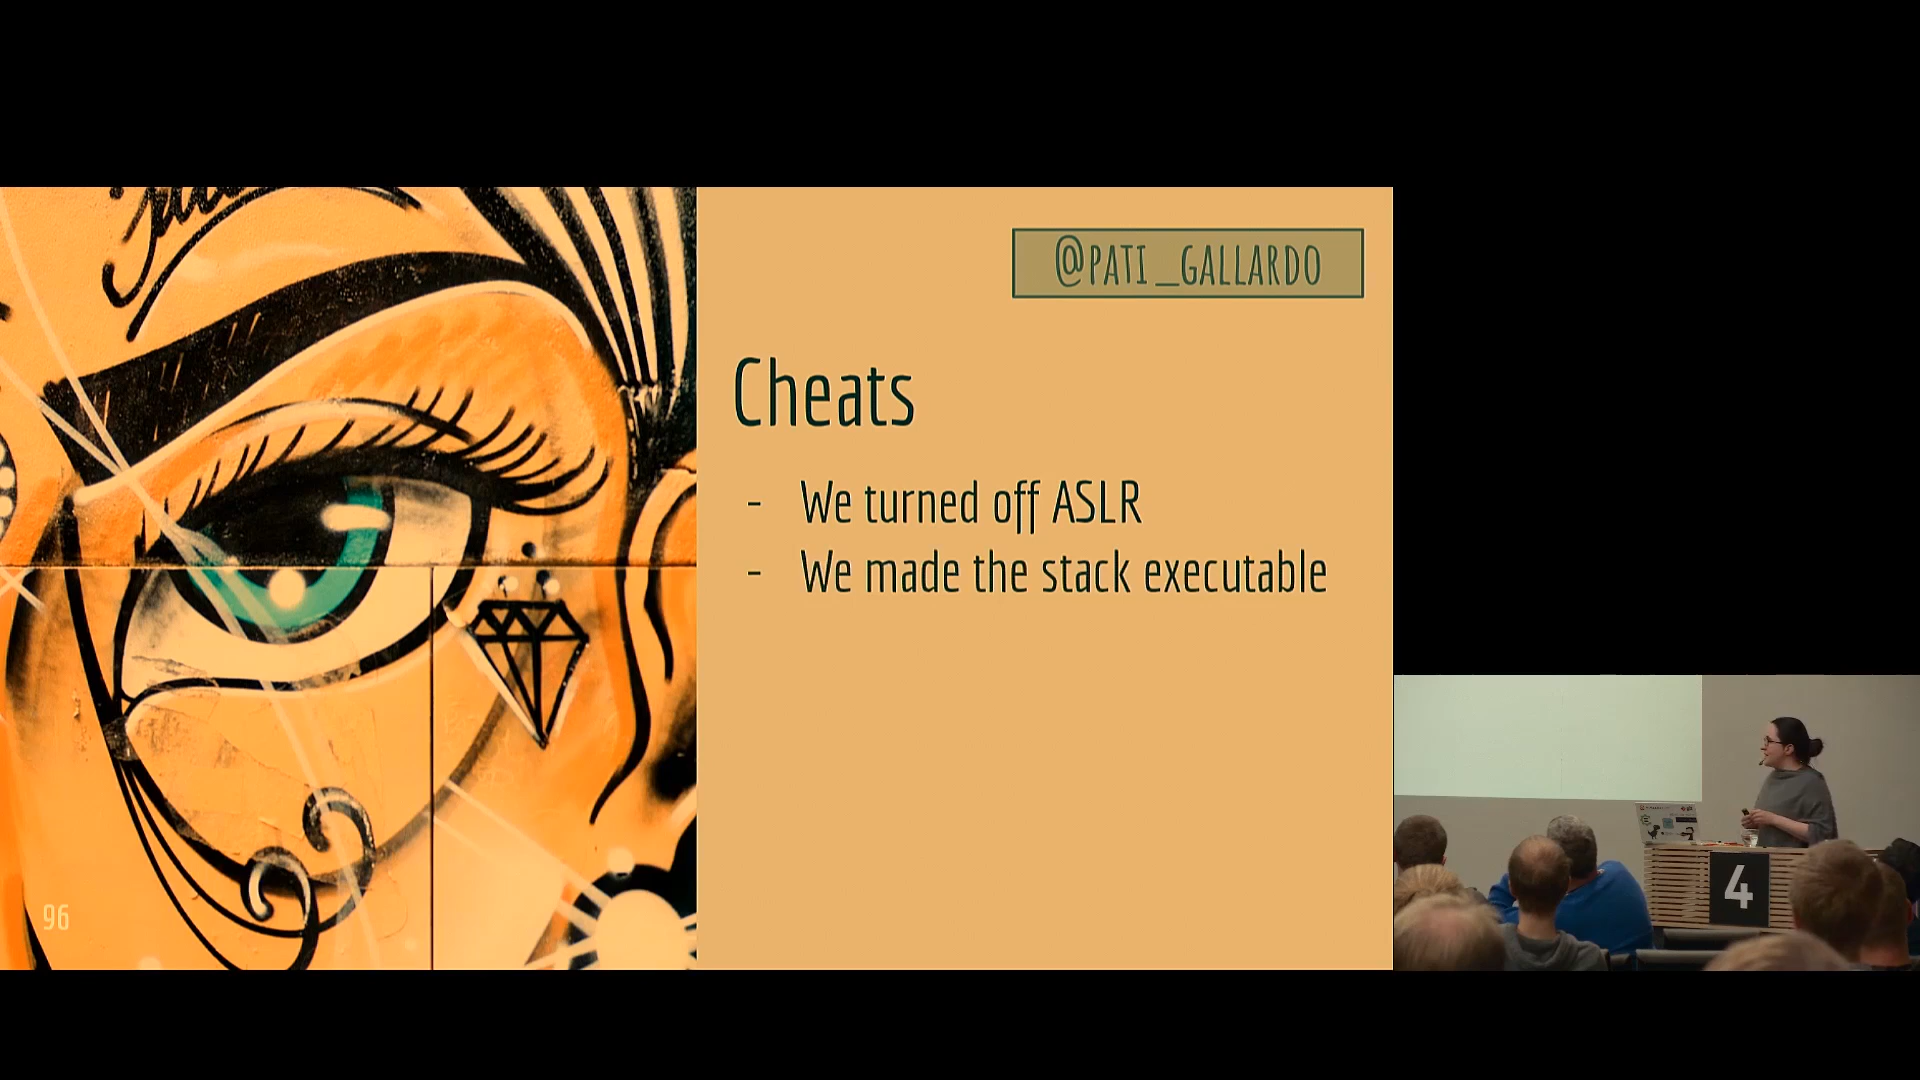 @PATI_GALLARDO
Cheats
- We turned off ASLR
- We made the stack executable
96
4